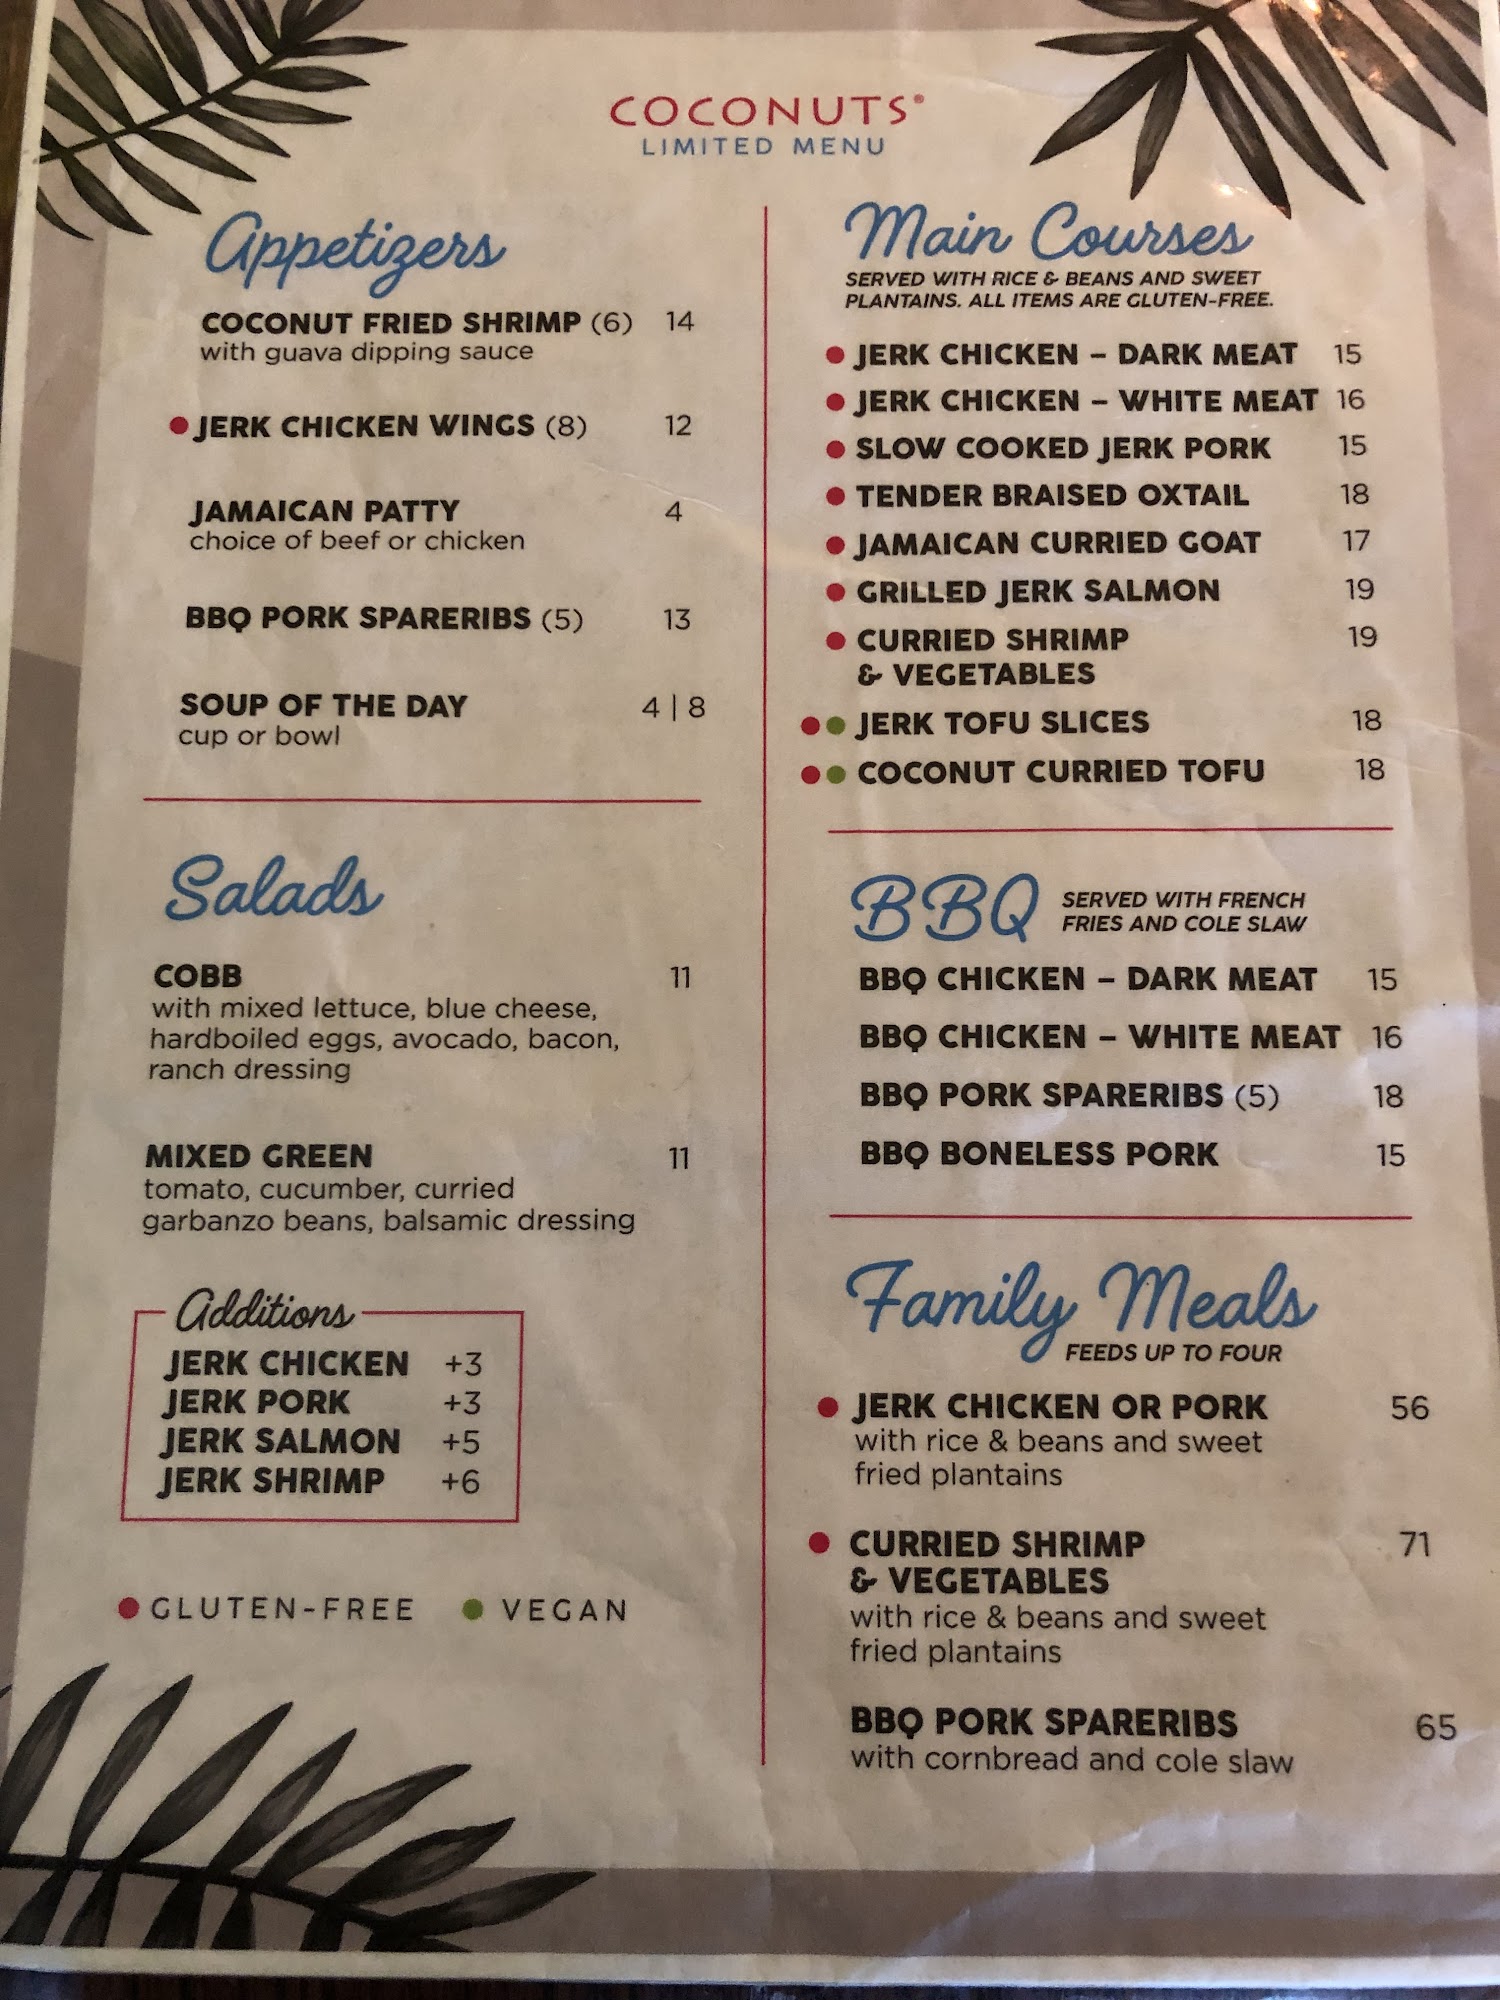 COCONUTS®
LIMITED MENU
Appetizers
COCONUT FRIED SHRIMP (6) 14
with guava dipping sauce
JERK CHICKEN WINGS (8) 12
JAMAICAN PATTY 4
choice of beef or chicken
BBQ PORK SPARERIBS (5) 13
SOUP OF THE DAY 4 | 8
cup or bowl
Salads
COBB 11
with mixed lettuce, blue cheese,
hardboiled eggs, avocado, bacon,
ranch dressing
MIXED GREEN 11
tomato, cucumber, curried
garbanzo beans, balsamic dressing
Additions
JERK CHICKEN +3
JERK PORK +3
JERK SALMON +5
JERK SHRIMP +6
GLUTEN-FREE VEGAN
Main Courses
SERVED WITH RICE & BEANS AND SWEET
PLANTAINS. ALL ITEMS ARE GLUTEN-FREE.
JERK CHICKEN – DARK MEAT 15
JERK CHICKEN – WHITE MEAT 16
SLOW COOKED JERK PORK 15
TENDER BRAISED OXTAIL 18
JAMAICAN CURRIED GOAT 17
GRILLED JERK SALMON 19
CURRIED SHRIMP 19
& VEGETABLES
JERK TOFU SLICES 18
COCONUT CURRIED TOFU 18
BBQ SERVED WITH FRENCH
FRIES AND COLE SLAW
BBQ CHICKEN – DARK MEAT 15
BBQ CHICKEN – WHITE MEAT 16
BBQ PORK SPARERIBS (5) 18
BBQ BONELESS PORK 15
Family Meals
FEEDS UP TO FOUR
JERK CHICKEN OR PORK 56
with rice & beans and sweet
fried plantains
CURRIED SHRIMP 71
& VEGETABLES
with rice & beans and sweet
fried plantains
BBQ PORK SPARERIBS 65
with cornbread and cole slaw